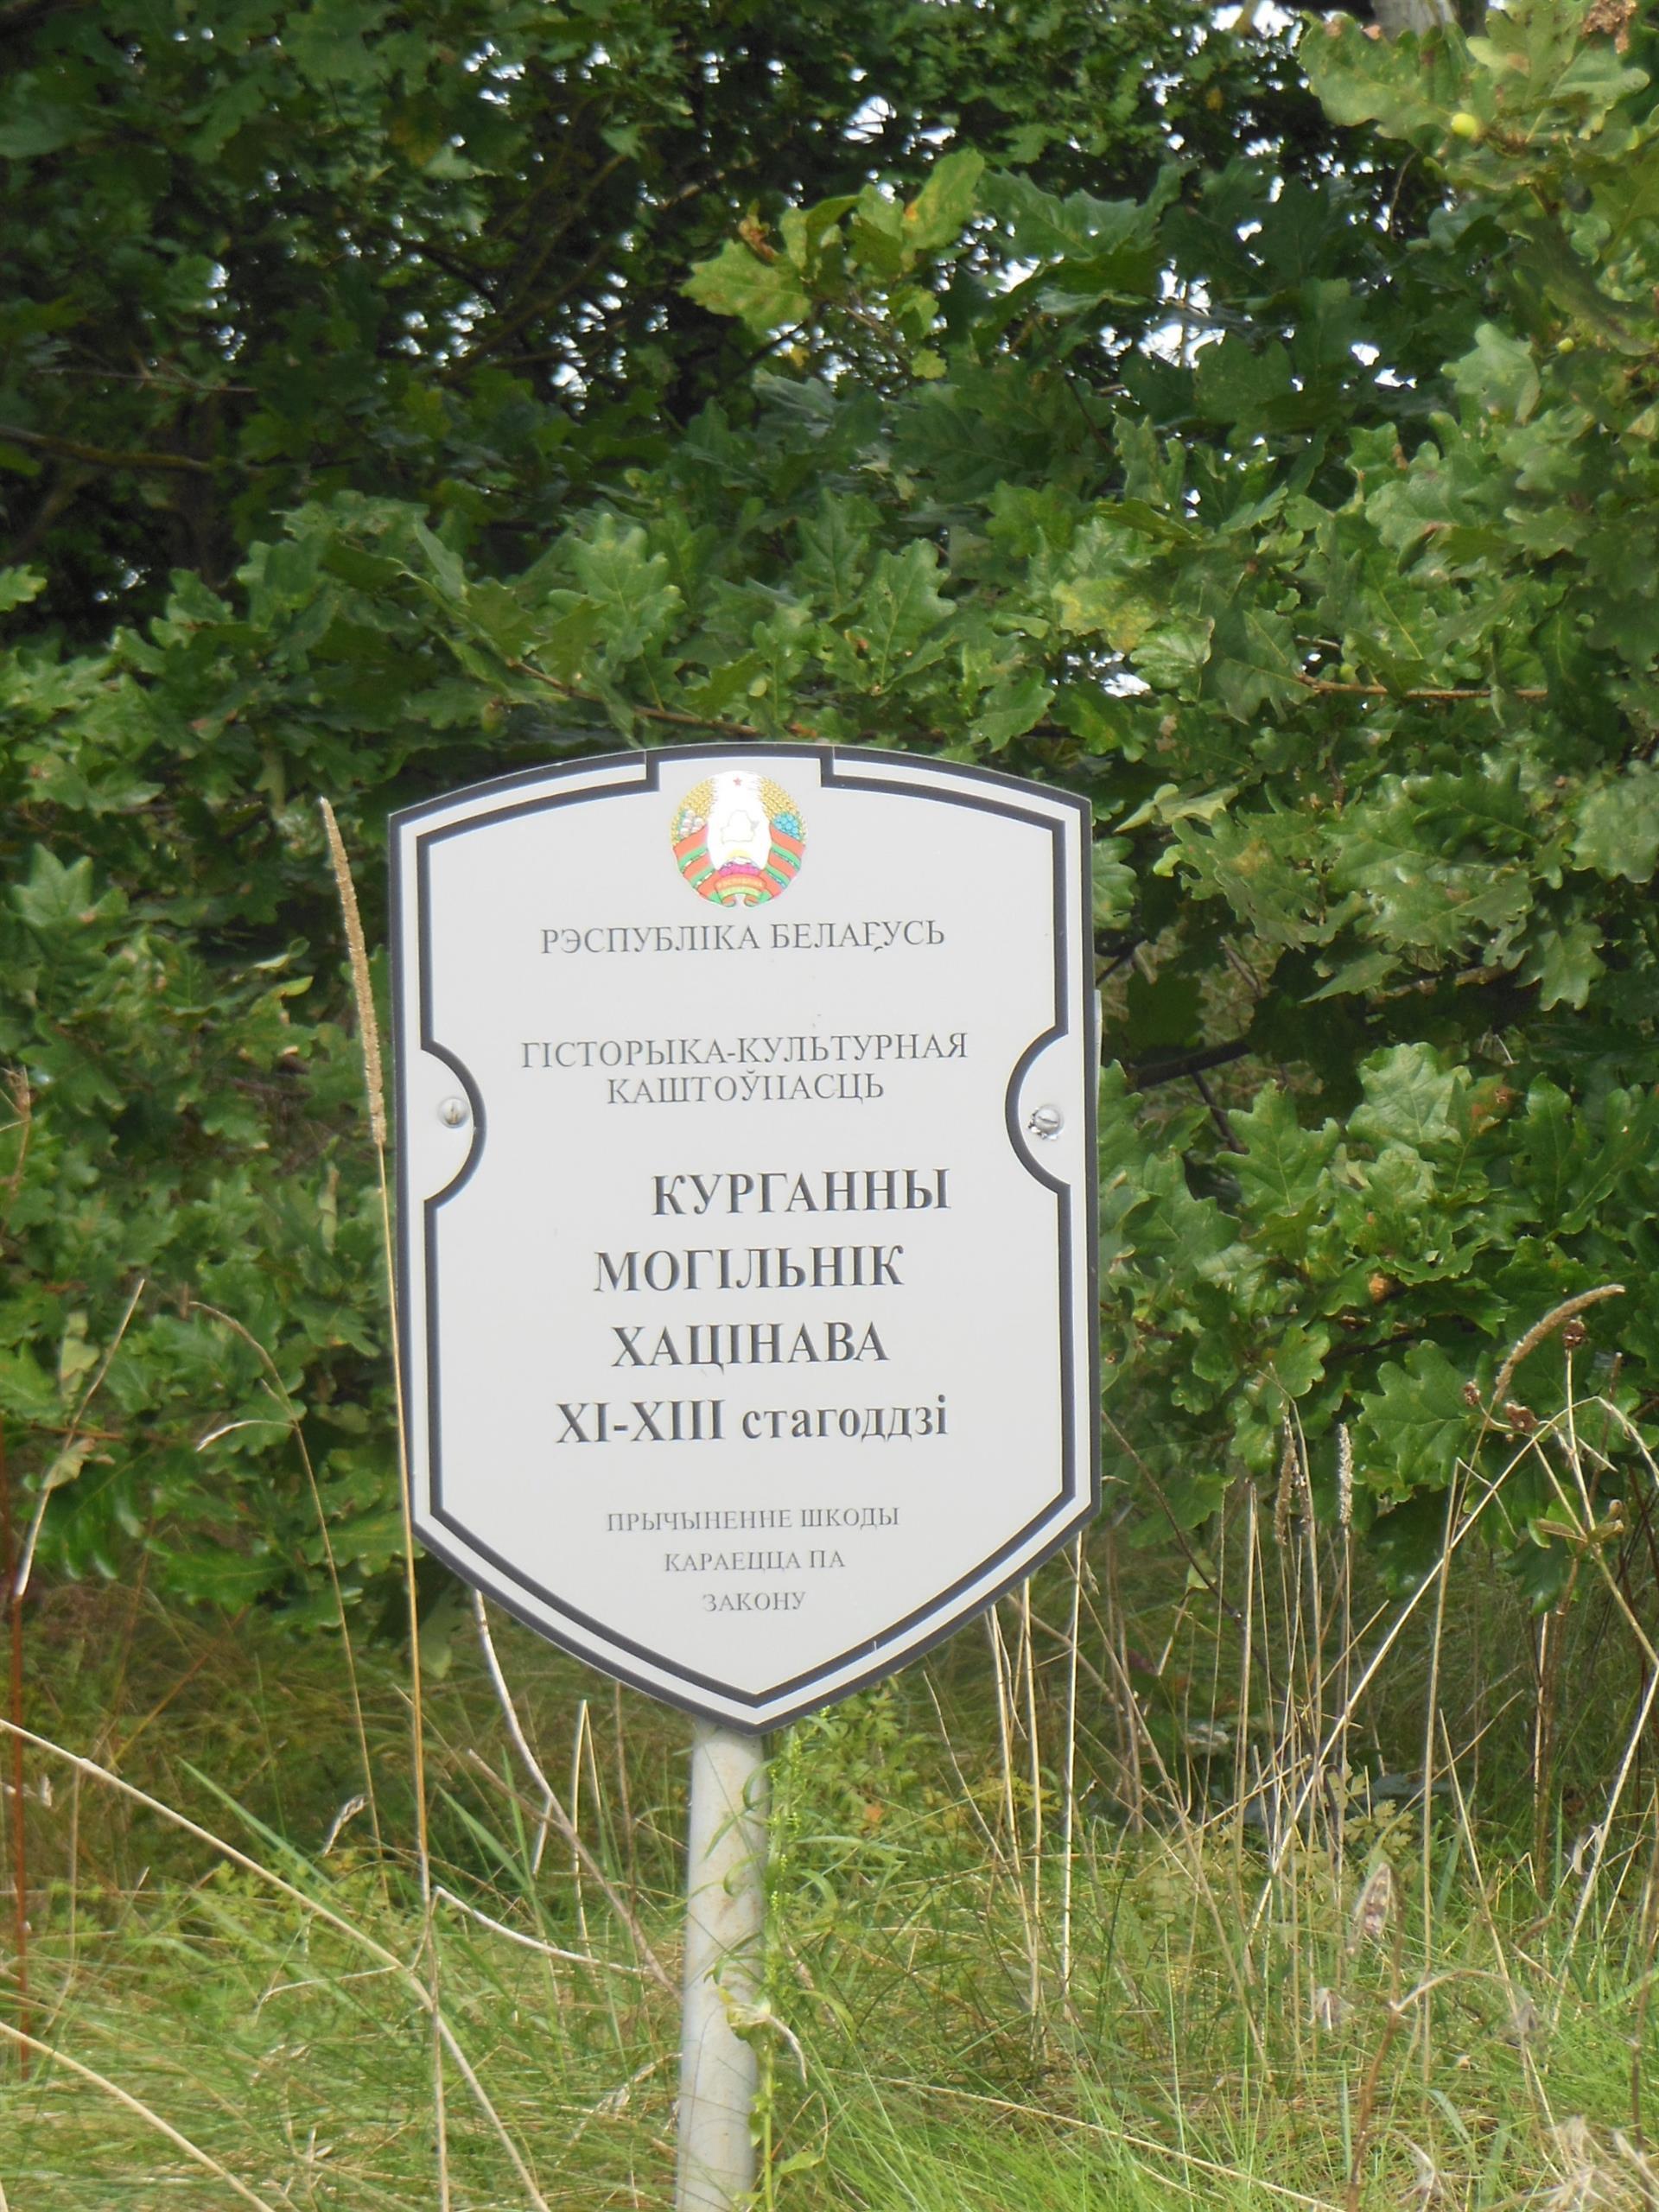 РЭСПУБЛІКА БЕЛАРУСЬ
ГІСТОРЫКА-КУЛЬТУРНАЯ
КАШТОЎНАСЦЬ
КУРГАННЫ
МОГІЛЬНІК
ХАЦІНАВА
XI-XIII стагоддзі
ПРЫЧЫНЕННЕ ШКОДЫ
КАРАЕЦЦА ПА
ЗАКОНУ